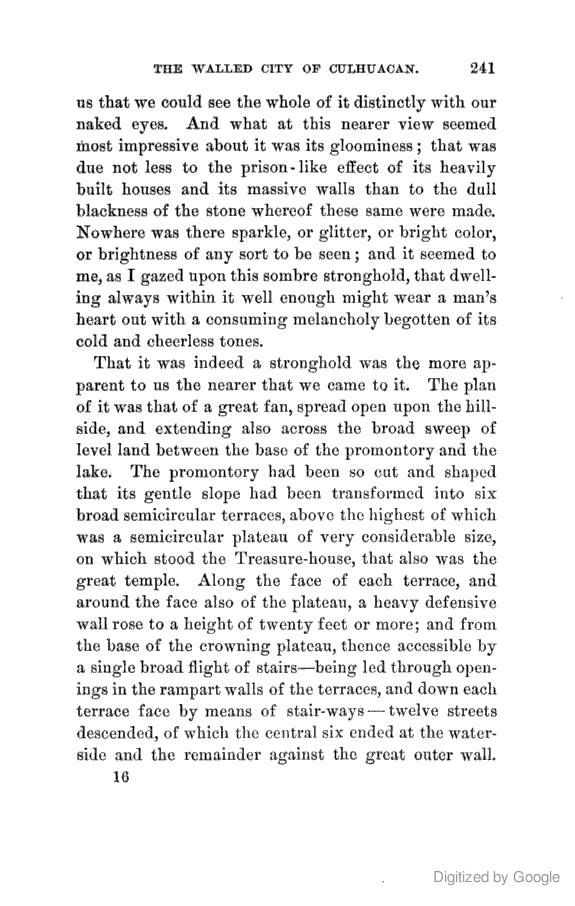 THE WALLED CITY OF CULHUACAN. 241
us that we could see the whole of it distinctly with our
naked eyes. And what at this nearer view seemed
most impressive about it was its gloominess; that was
due not less to the prison-like effect of its heavily
built houses and its massive walls than to the dull
blackness of the stone whereof these same were made.
Nowhere was there sparkle, or glitter, or bright color,
or brightness of any sort to be seen; and it seemed to
me, as I gazed upon this sombre stronghold, that dwell-
ing always within it well enough might wear a man's
heart out with a consuming melancholy begotten of its
cold and cheerless tones.
That it was indeed a stronghold was the more ap-
parent to us the nearer that we came to it. The plan
of it was that of a great fan, spread open upon the hill-
side, and extending also across the broad sweep of
level land between the base of the promontory and the
lake. The promontory had been so cut and shaped
that its gentle slope had been transformed into six
broad semicircular terraces, above the highest of which
was a semicircular plateau of very considerable size,
on which stood the Treasure-house, that also was the
great temple. Along the face of each terrace, and
around the face also of the plateau, a heavy defensive
wall rose to a height of twenty feet or more; and from
the base of the crowning plateau, thence accessible by
a single broad flight of stairs—being led through open-
ings in the rampart walls of the terraces, and down each
terrace face by means of stair-ways—twelve streets
descended, of which the central six ended at the water-
side and the remainder against the great outer wall.
16
Digitized by Google